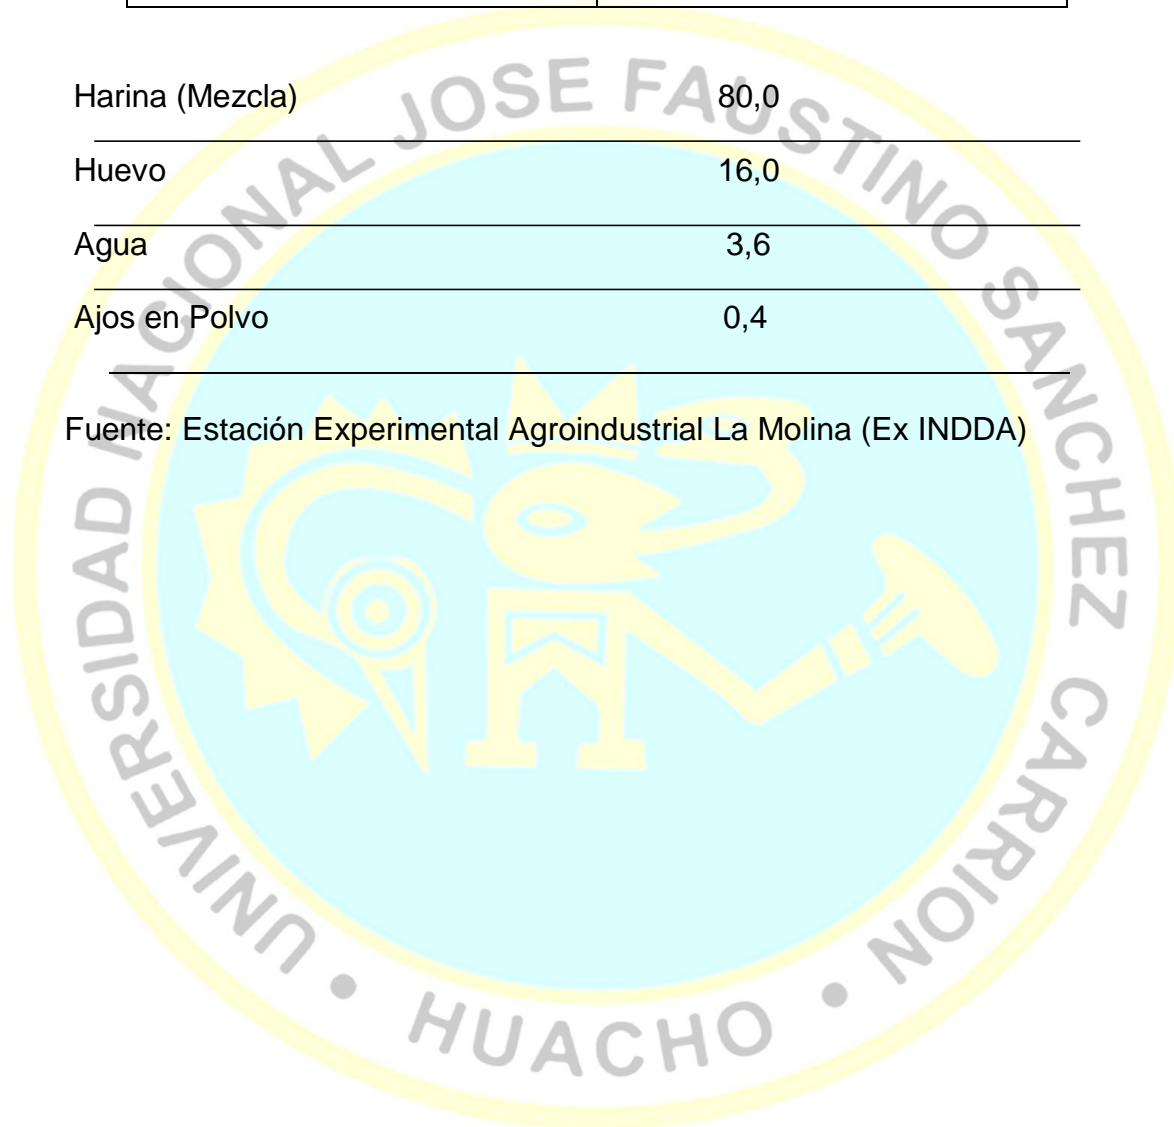 Harina (Mezcla) 80,0
Huevo 16,0
Agua 3,6
Ajos en Polvo 0,4
Fuente: Estación Experimental Agroindustrial La Molina (Ex INDDA)
UNIVERSIDAD NACIONAL JOSE FAUSTINO SANCHEZ CARRION • HUACHO •